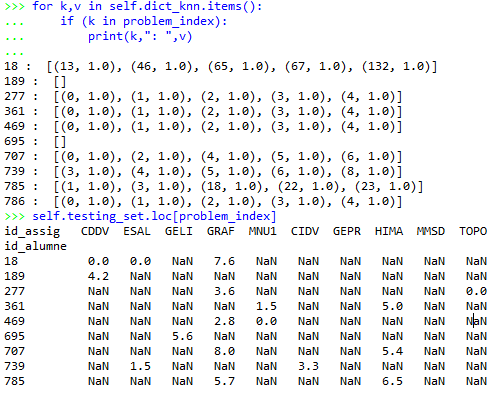 >>> for k,v in self.dict_knn.items():
...     if (k in problem_index):
...         print(k,": ",v)
...
18 :  [(13, 1.0), (46, 1.0), (65, 1.0), (67, 1.0), (132, 1.0)]
189 :  []
277 :  [(0, 1.0), (1, 1.0), (2, 1.0), (3, 1.0), (4, 1.0)]
361 :  [(0, 1.0), (1, 1.0), (2, 1.0), (3, 1.0), (4, 1.0)]
469 :  [(0, 1.0), (1, 1.0), (2, 1.0), (3, 1.0), (4, 1.0)]
695 :  []
707 :  [(0, 1.0), (2, 1.0), (4, 1.0), (5, 1.0), (6, 1.0)]
739 :  [(3, 1.0), (4, 1.0), (5, 1.0), (6, 1.0), (8, 1.0)]
785 :  [(1, 1.0), (3, 1.0), (18, 1.0), (22, 1.0), (23, 1.0)]
786 :  [(0, 1.0), (1, 1.0), (2, 1.0), (3, 1.0), (4, 1.0)]
>>> self.testing_set.loc[problem_index]
id_assig   CDDV  ESAL  GELI  GRAF  MNU1  CIDV  GEPR  HIMA  MMSD  TOPO
id_alumne
18          0.0   0.0   NaN   7.6   NaN   NaN   NaN   NaN   NaN   NaN
189         4.2   NaN   NaN   NaN   NaN   NaN   NaN   NaN   NaN   NaN
277         NaN   NaN   NaN   3.6   NaN   NaN   NaN   NaN   NaN   0.0
361         NaN   NaN   NaN   NaN   1.5   NaN   NaN   5.0   NaN   NaN
469         NaN   NaN   NaN   2.8   0.0   NaN   NaN   NaN   NaN   NaN
695         NaN   NaN   5.6   NaN   NaN   NaN   NaN   NaN   NaN   NaN
707         NaN   NaN   NaN   8.0   NaN   NaN   NaN   5.4   NaN   NaN
739         NaN   1.5   NaN   NaN   NaN   3.3   NaN   NaN   NaN   NaN
785         NaN   NaN   NaN   5.7   NaN   NaN   NaN   6.5   NaN   NaN